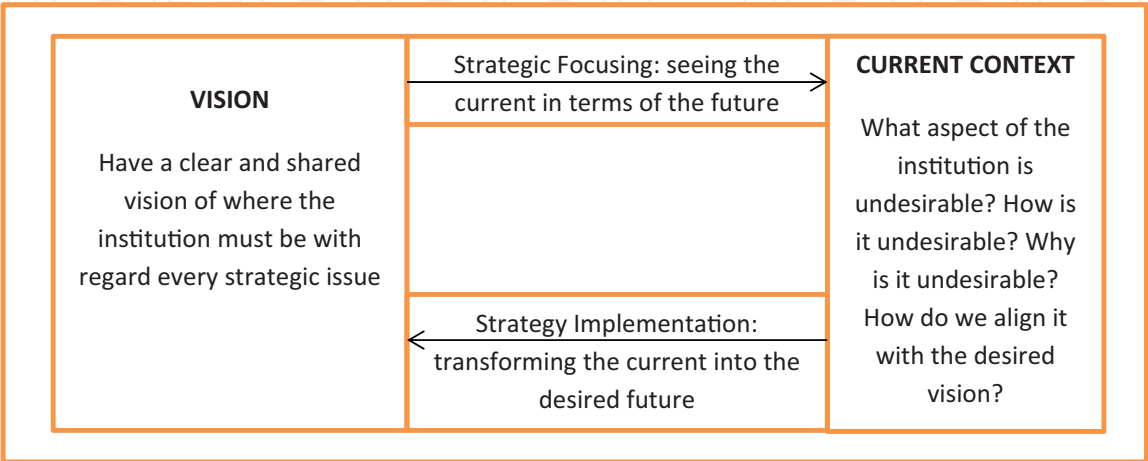 VISION
Have a clear and shared
vision of where the
institution must be with
regard every strategic issue
Strategic Focusing: seeing the
current in terms of the future
Strategy Implementation:
transforming the current into the
desired future
CURRENT CONTEXT
What aspect of the
institution is
undesirable? How is
it undesirable? Why
is it undesirable?
How do we align it
with the desired
vision?